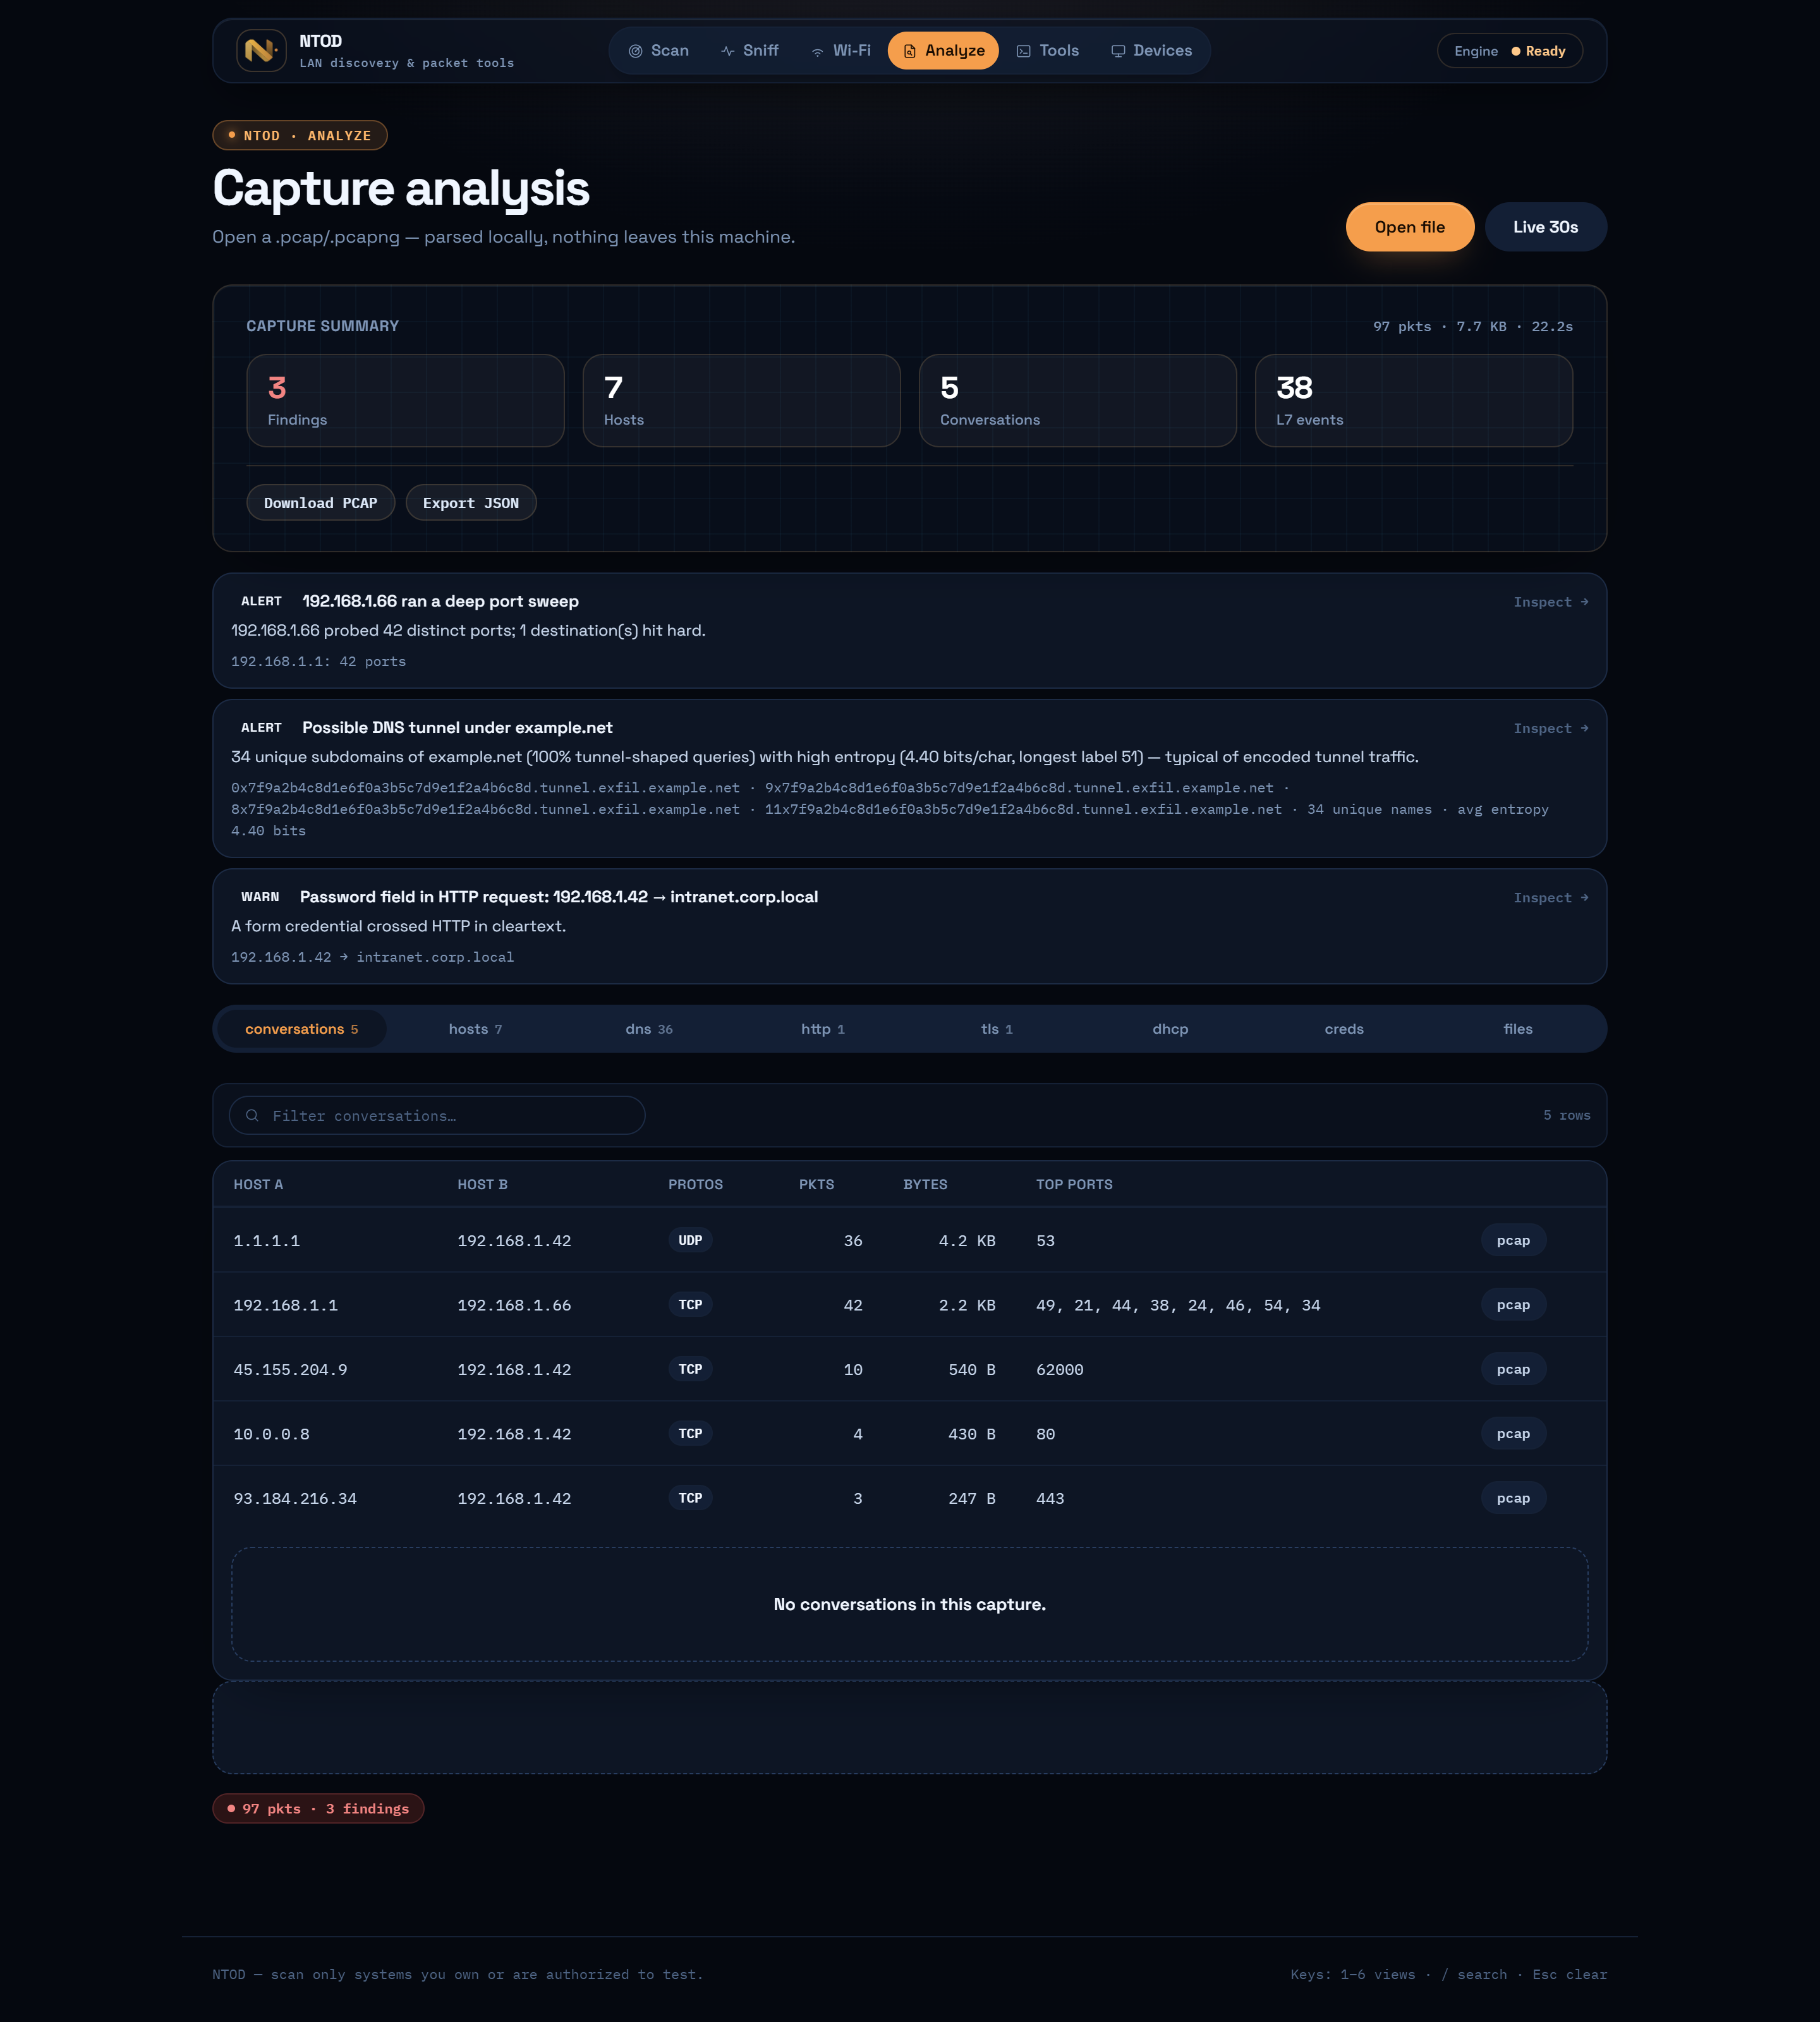 NTOD
LAN discovery & packet tools
Scan
Sniff
Wi-Fi
Analyze
Tools
Devices
Engine
Ready
NTOD · ANALYZE
Capture analysis
Open a .pcap/.pcapng — parsed locally, nothing leaves this machine.
Open file
Live 30s
CAPTURE SUMMARY
97 pkts · 7.7 KB · 22.2s
3
Findings
7
Hosts
5
Conversations
38
L7 events
Download PCAP
Export JSON
ALERT 192.168.1.66 ran a deep port sweep Inspect →
192.168.1.66 probed 42 distinct ports; 1 destination(s) hit hard.
192.168.1.1: 42 ports
ALERT Possible DNS tunnel under example.net Inspect →
34 unique subdomains of example.net (100% tunnel-shaped queries) with high entropy (4.40 bits/char, longest label 51) — typical of encoded tunnel traffic.
0x7f9a2b4c8d1e6f0a3b5c7d9e1f2a4b6c8d.tunnel.exfil.example.net · 9x7f9a2b4c8d1e6f0a3b5c7d9e1f2a4b6c8d.tunnel.exfil.example.net ·
8x7f9a2b4c8d1e6f0a3b5c7d9e1f2a4b6c8d.tunnel.exfil.example.net · 11x7f9a2b4c8d1e6f0a3b5c7d9e1f2a4b6c8d.tunnel.exfil.example.net · 34 unique names · avg entropy
4.40 bits
WARN Password field in HTTP request: 192.168.1.42 → intranet.corp.local Inspect →
A form credential crossed HTTP in cleartext.
192.168.1.42 → intranet.corp.local
conversations 5
hosts 7
dns 36
http 1
tls 1
dhcp
creds
files
Filter conversations…
5 rows
HOST A HOST B PROTOS PKTS BYTES TOP PORTS
1.1.1.1 192.168.1.42 UDP 36 4.2 KB 53 pcap
192.168.1.1 192.168.1.66 TCP 42 2.2 KB 49, 21, 44, 38, 24, 46, 54, 34 pcap
45.155.204.9 192.168.1.42 TCP 10 540 B 62000 pcap
10.0.0.8 192.168.1.42 TCP 4 430 B 80 pcap
93.184.216.34 192.168.1.42 TCP 3 247 B 443 pcap
No conversations in this capture.
97 pkts · 3 findings
NTOD — scan only systems you own or are authorized to test.
Keys: 1–6 views · / search · Esc clear